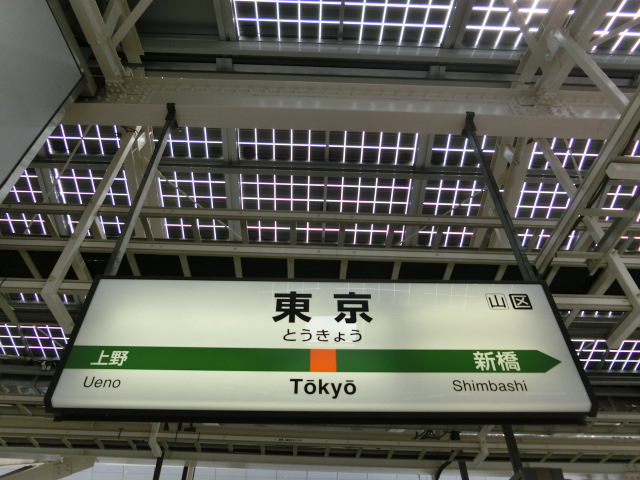 東京
山区
とうきょう
上野
新橋
Ueno
Tōkyō
Shimbashi